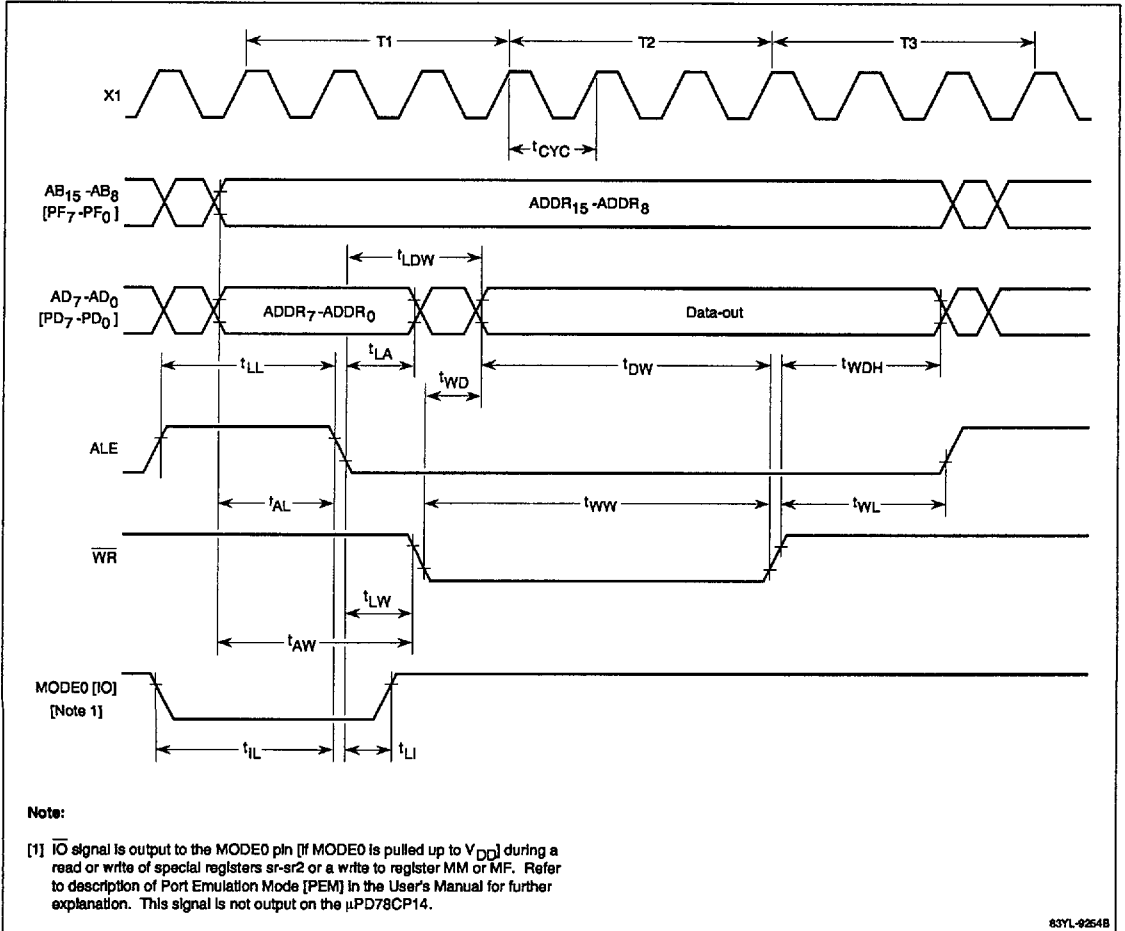 T1
T2
T3
X1
tCYC
AB15 -AB8
[PF7 -PF0 ]
ADDR15 -ADDR8
tLDW
AD7 -AD0
[PD7 -PD0 ]
ADDR7 -ADDR0
Data-out
tLL
tLA
tWD
tDW
tWDH
ALE
tAL
tWW
tWL
WR
tLW
tAW
MODE0 [IO]
[Note 1]
tIL
tLI
Note:
[1] IO signal is output to the MODE0 pin [if MODE0 is pulled up to VDD] during a
read or write of special registers sr-sr2 or a write to register MM or MF. Refer
to description of Port Emulation Mode [PEM] in the User's Manual for further
explanation. This signal is not output on the µPD78CP14.
83YL-9254B